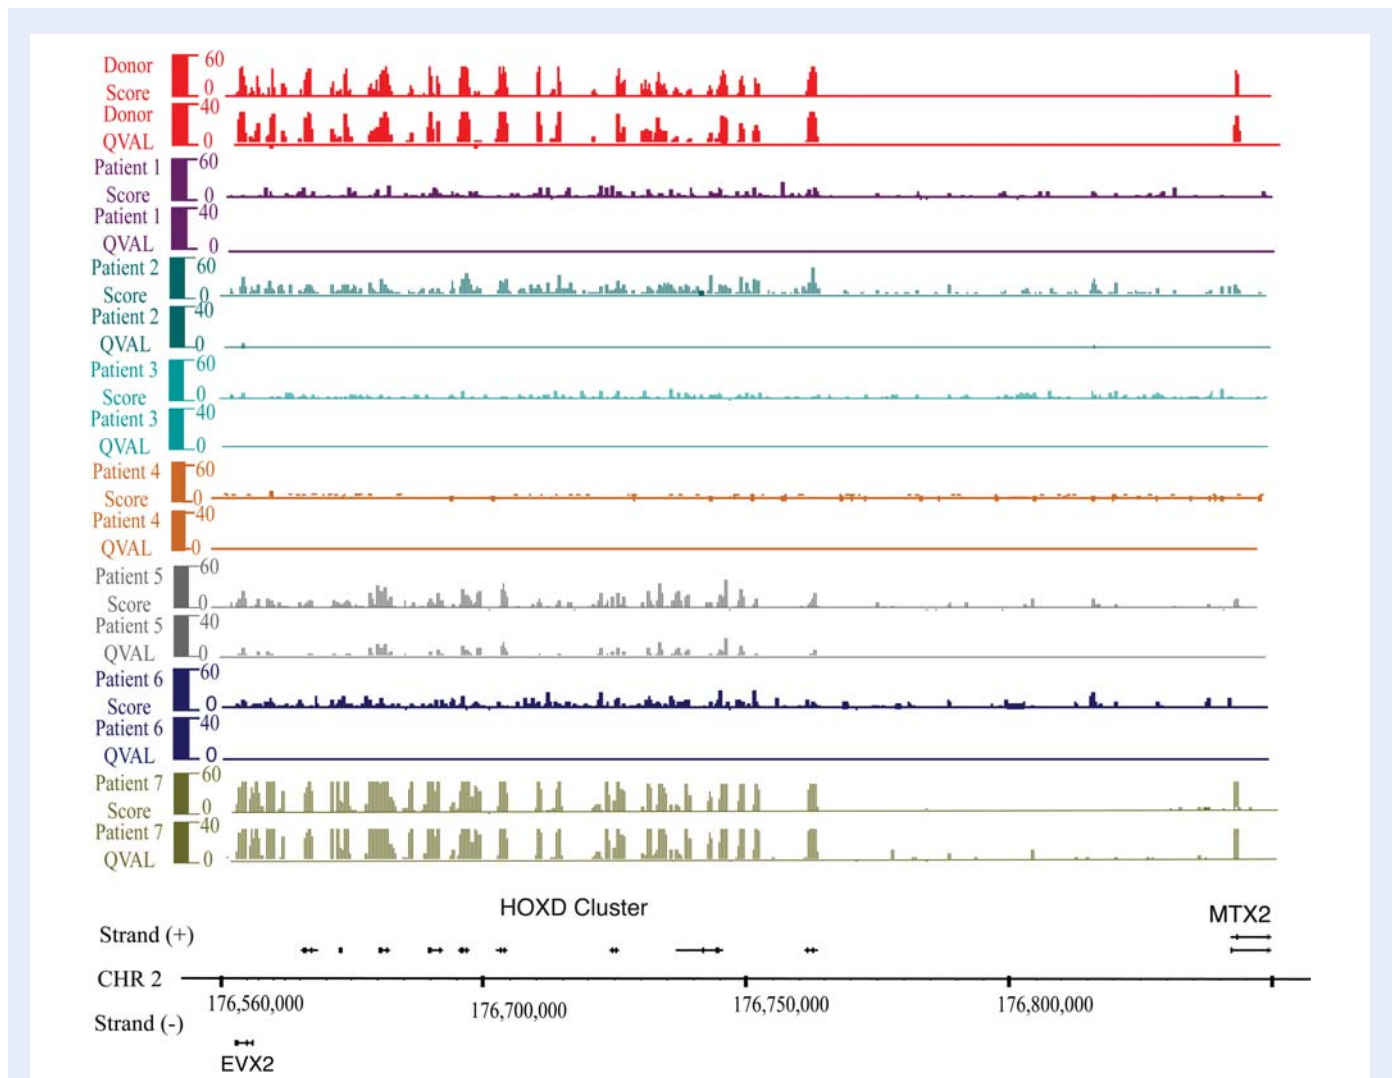 Donor 60
Score 0
Donor 40
QVAL 0
Patient 1 60
Score 0
Patient 1 40
QVAL 0
Patient 2 60
Score 0
Patient 2 40
QVAL 0
Patient 3 60
Score 0
Patient 3 40
QVAL 0
Patient 4 60
Score 0
Patient 4 40
QVAL 0
Patient 5 60
Score 0
Patient 5 40
QVAL 0
Patient 6 60
Score 0
Patient 6 40
QVAL 0
Patient 7 60
Score 0
Patient 7 40
QVAL 0
HOXD Cluster
MTX2
Strand (+)
CHR 2
176,560,000 176,700,000 176,750,000 176,800,000
Strand (-)
EVX2